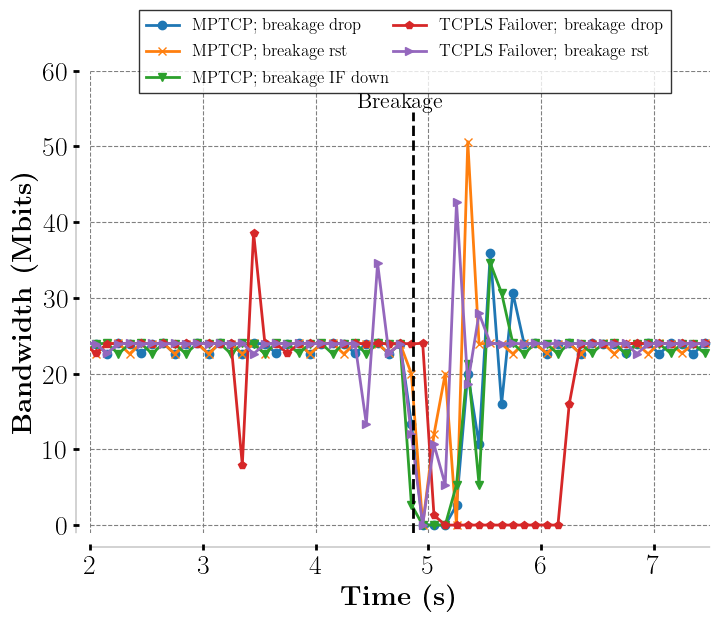 MPTCP; breakage drop
MPTCP; breakage rst
MPTCP; breakage IF down
TCPLS Failover; breakage drop
TCPLS Failover; breakage rst
Breakage
60
50
40
30
20
10
0
Bandwidth (Mbits)
2 3 4 5 6 7
Time (s)